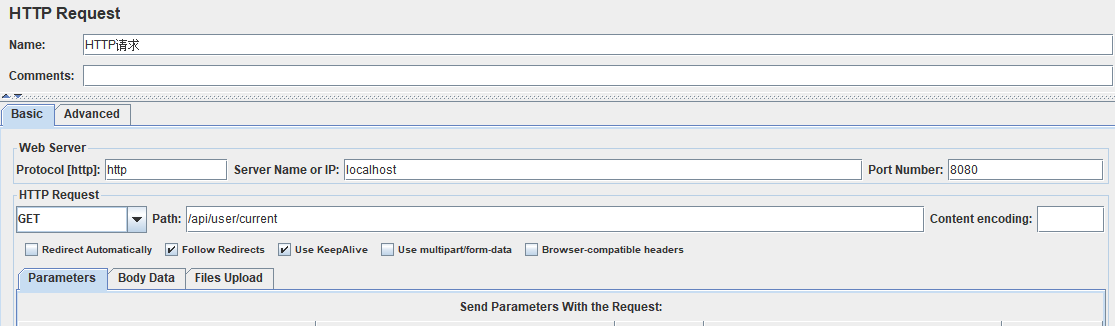 HTTP Request
Name: HTTP请求
Comments:
Basic Advanced
Web Server
Protocol [http]: http Server Name or IP: localhost Port Number: 8080
HTTP Request
GET Path: /api/user/current Content encoding:
Redirect Automatically Follow Redirects Use KeepAlive Use multipart/form-data Browser-compatible headers
Parameters Body Data Files Upload
Send Parameters With the Request: